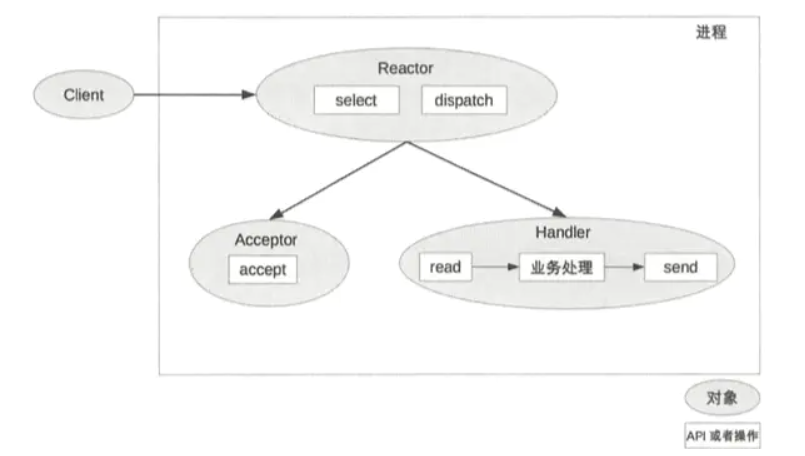 进程
Reactor
select
dispatch
Client
Acceptor
accept
Handler
read
业务处理
send
对象
API 或者操作